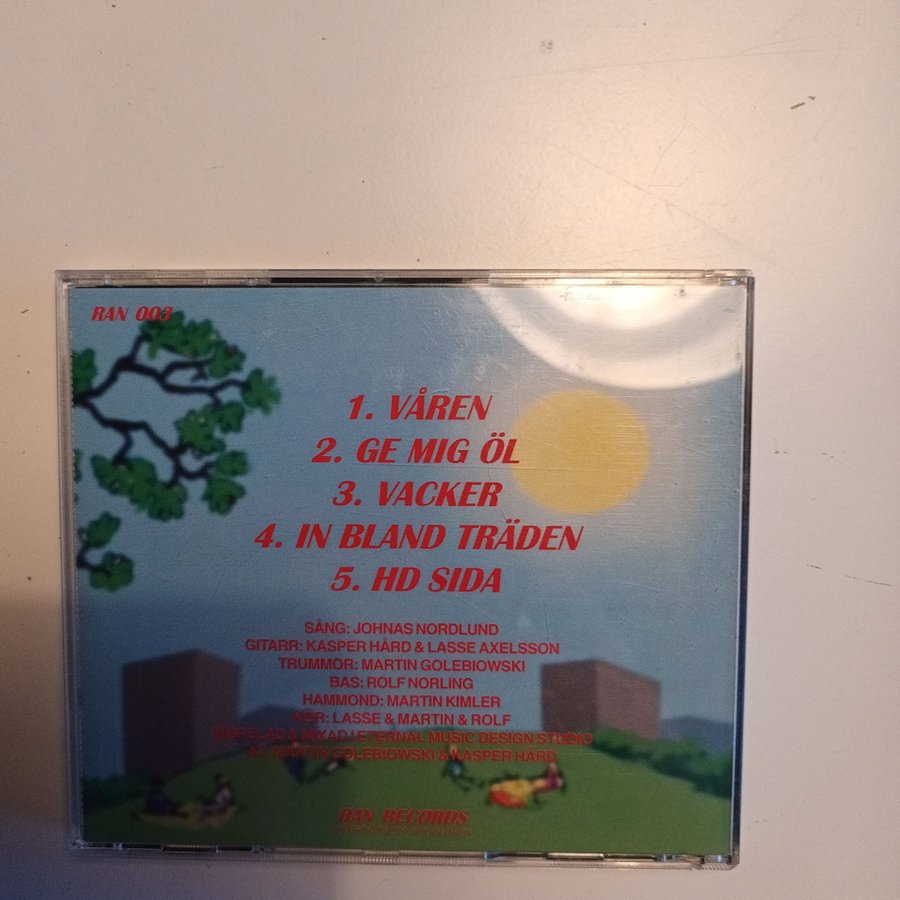 RAN 003
1. VÅREN
2. GE MIG ÖL
3. VACKER
4. IN BLAND TRÄDEN
5. HD SIDA
SÅNG: JOHNAS NORDLUND
GITARR: KASPER HÅRD & LASSE AXELSSON
TRUMMOR: MARTIN GOLEBIOWSKI
BAS: ROLF NORLING
HAMMOND: MARTIN KIMLER
KÖR: LASSE & MARTIN & ROLF
INSPELAD & MIXAD I ETERNAL MUSIC DESIGN STUDIO
AV MARTIN GOLEBIOWSKI & KASPER HÅRD
RAN RECORDS